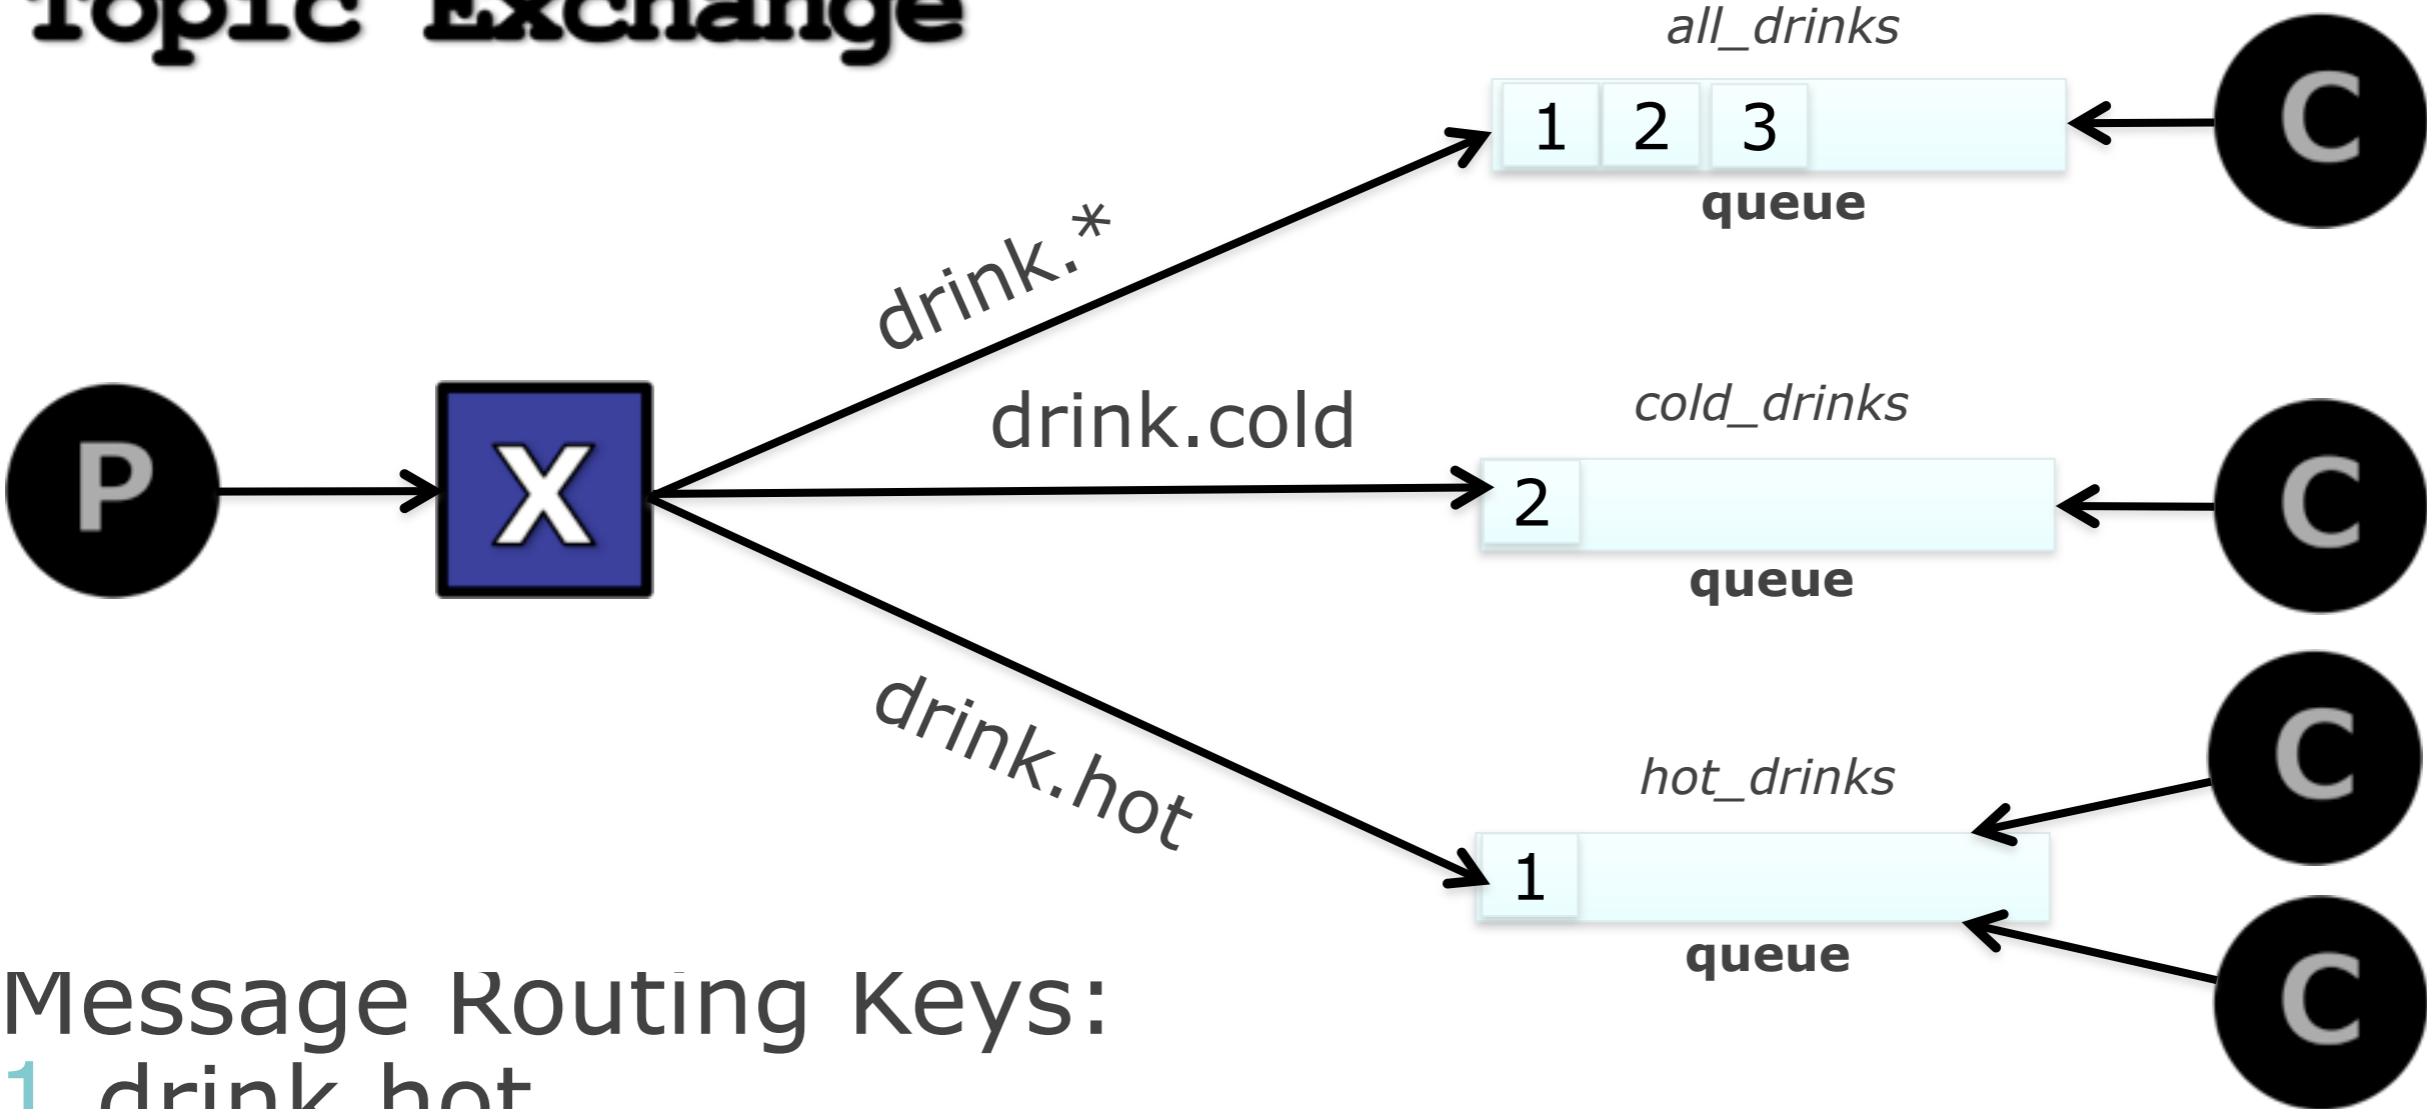 Topic Exchange
all_drinks
1 2 3
queue
C
drink.*
P
X
drink.cold
cold_drinks
2
queue
C
drink.hot
hot_drinks
1
queue
C
C
Message Routing Keys:
1 drink.hot